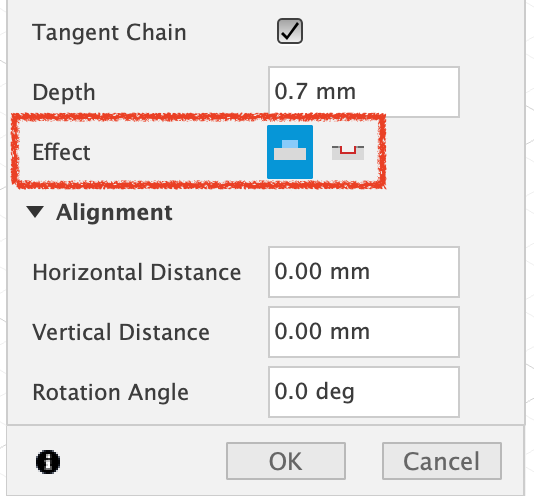 Tangent Chain
Depth 0.7 mm
Effect
Alignment
Horizontal Distance 0.00 mm
Vertical Distance 0.00 mm
Rotation Angle 0.0 deg
OK Cancel